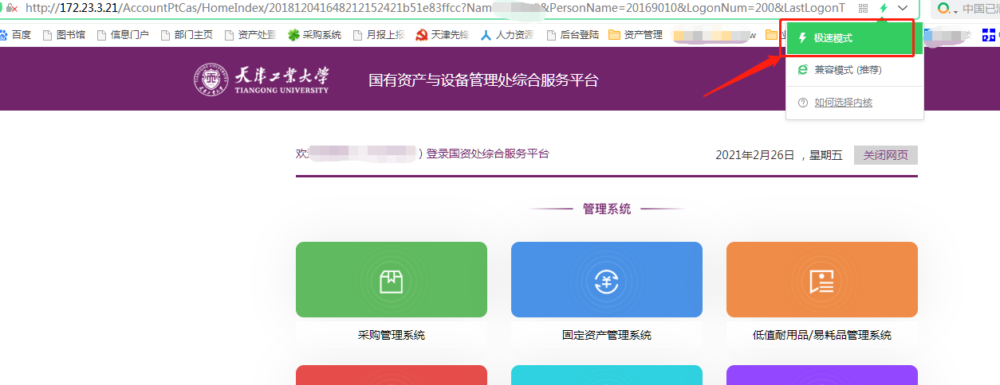 http://172.23.3.21/AccountPtCas/HomeIndex/201812041648212152421b51e83ffcc?Nam &PersonName=20169010&LogonNum=200&LastLogonT
中国已
百度 图书馆 信息门户 部门主页 资产处置 采购系统 月报上报 天津先锋 人力资源 后台登陆 资产管理
极速模式
兼容模式 (推荐)
如何选择内核
天津工业大学
TIANGONG UNIVERSITY
国有资产与设备管理处综合服务平台
欢 ) 登录国资处综合服务平台
2021年2月26日 ，星期五
关闭网页
管理系统
采购管理系统
固定资产管理系统
低值耐用品/易耗品管理系统